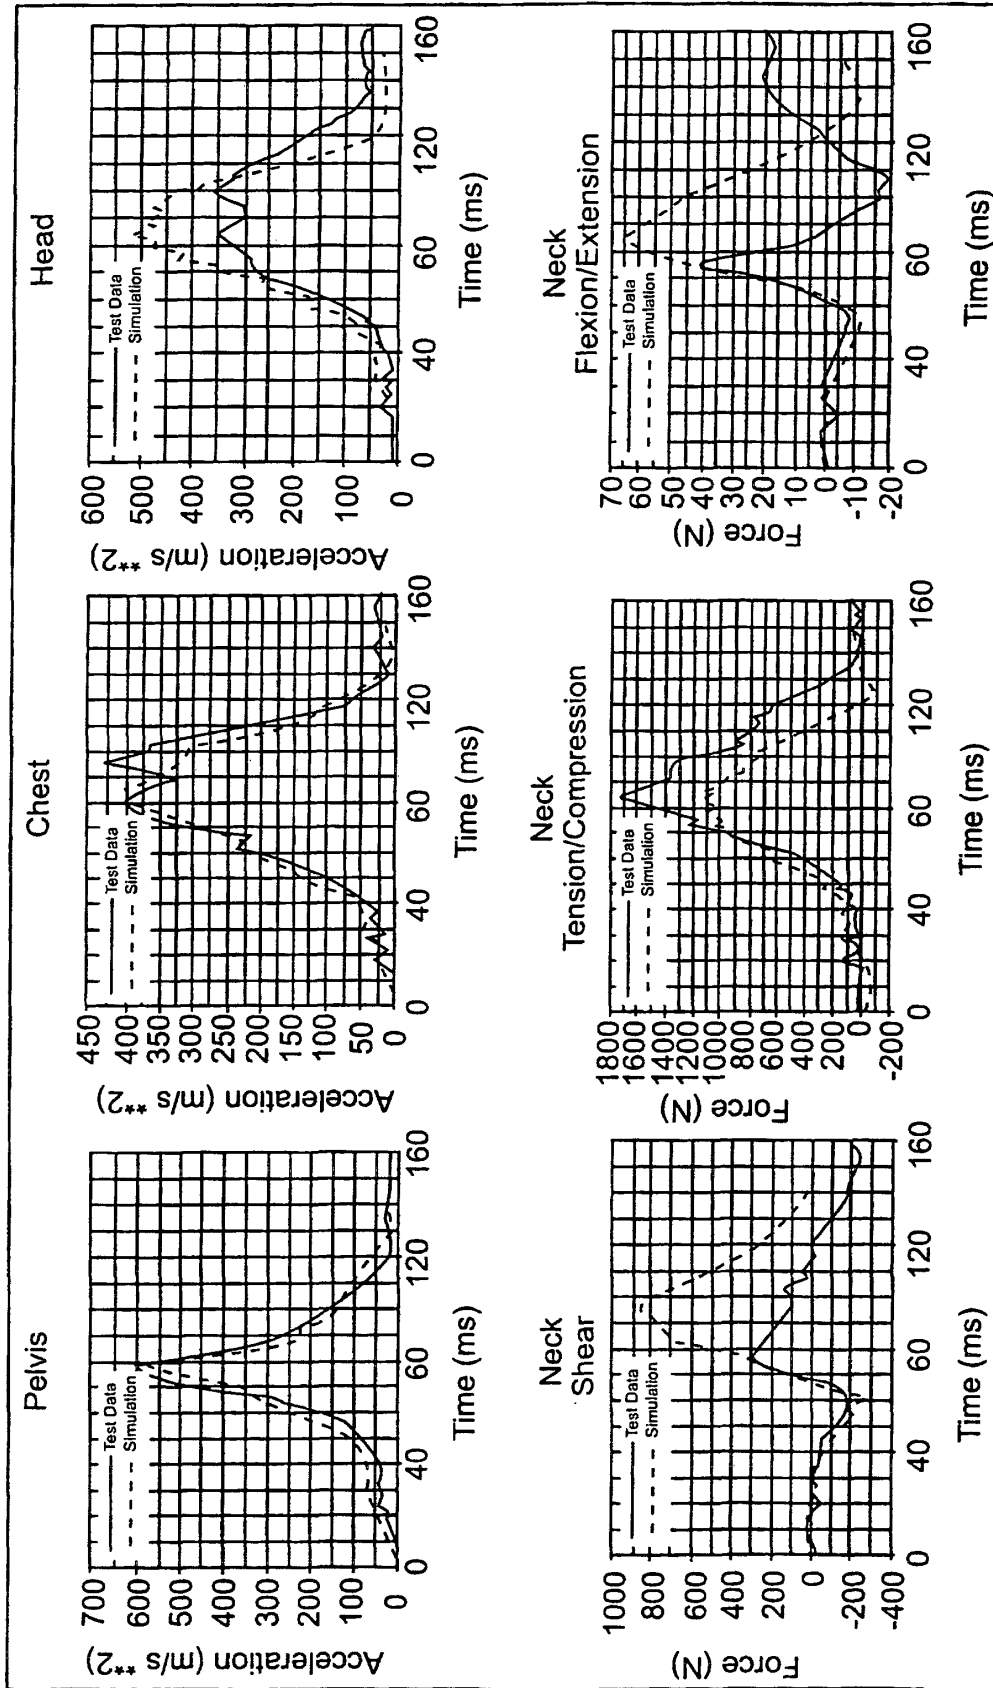 Pelvis
Acceleration (m/s **2)
700
600
500
400
300
200
100
0
Test Data
Simulation
0 40 60 120 160
Time (ms)
Chest
Acceleration (m/s **2)
450
400
350
300
250
200
150
100
50
0
Test Data
Simulation
0 40 60 120 160
Time (ms)
Head
Acceleration (m/s **2)
600
500
400
300
200
100
0
Test Data
Simulation
0 40 60 120 160
Time (ms)
Neck
Shear
Force (N)
1000
800
600
400
200
0
-200
-400
Test Data
Simulation
0 40 60 120 160
Time (ms)
Neck
Tension/Compression
Force (N)
1800
1600
1400
1200
1000
800
600
400
200
0
-200
Test Data
Simulation
0 40 60 120 160
Time (ms)
Neck
Flexion/Extension
Force (N)
70
60
50
40
30
20
10
0
-10
-20
Test Data
Simulation
0 40 60 120 160
Time (ms)